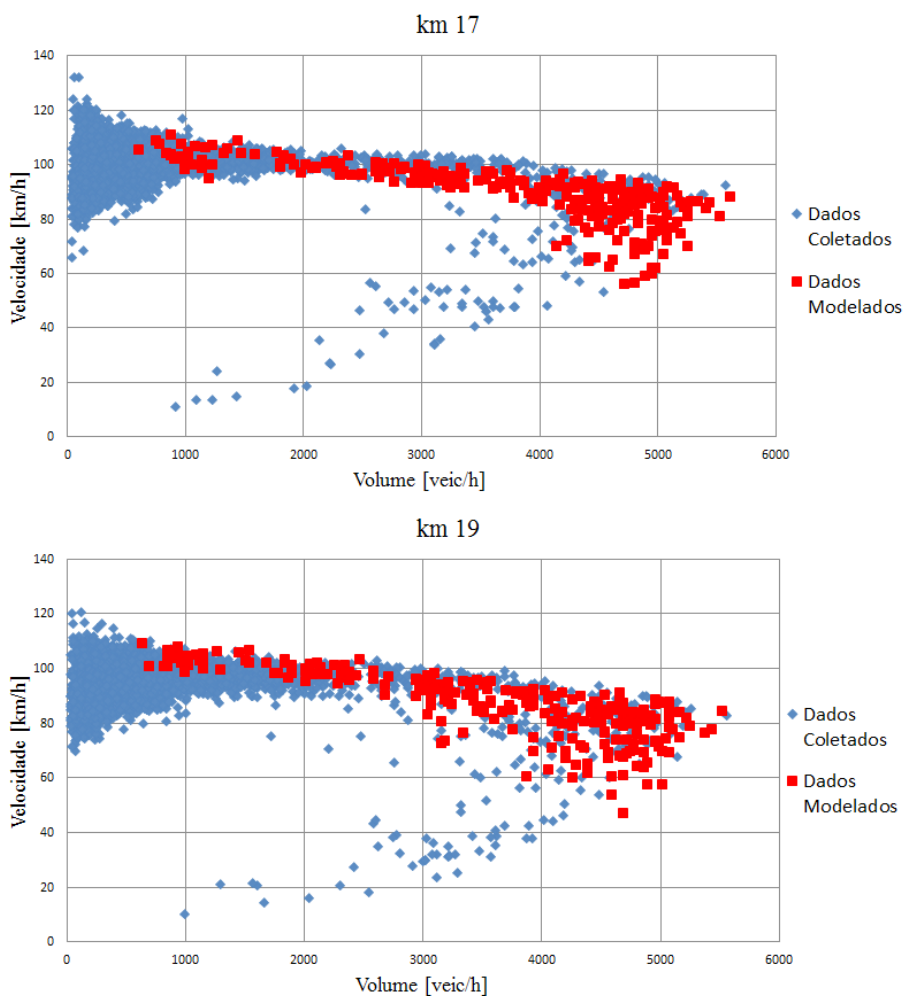 km 17
140
120
100
80
60
40
20
0
Velocidade [km/h]
0 1000 2000 3000 4000 5000 6000
Volume [veic/h]
Dados
Coletados
Dados
Modelados
km 19
140
120
100
80
60
40
20
0
Velocidade [km/h]
0 1000 2000 3000 4000 5000 6000
Volume [veic/h]
Dados
Coletados
Dados
Modelados